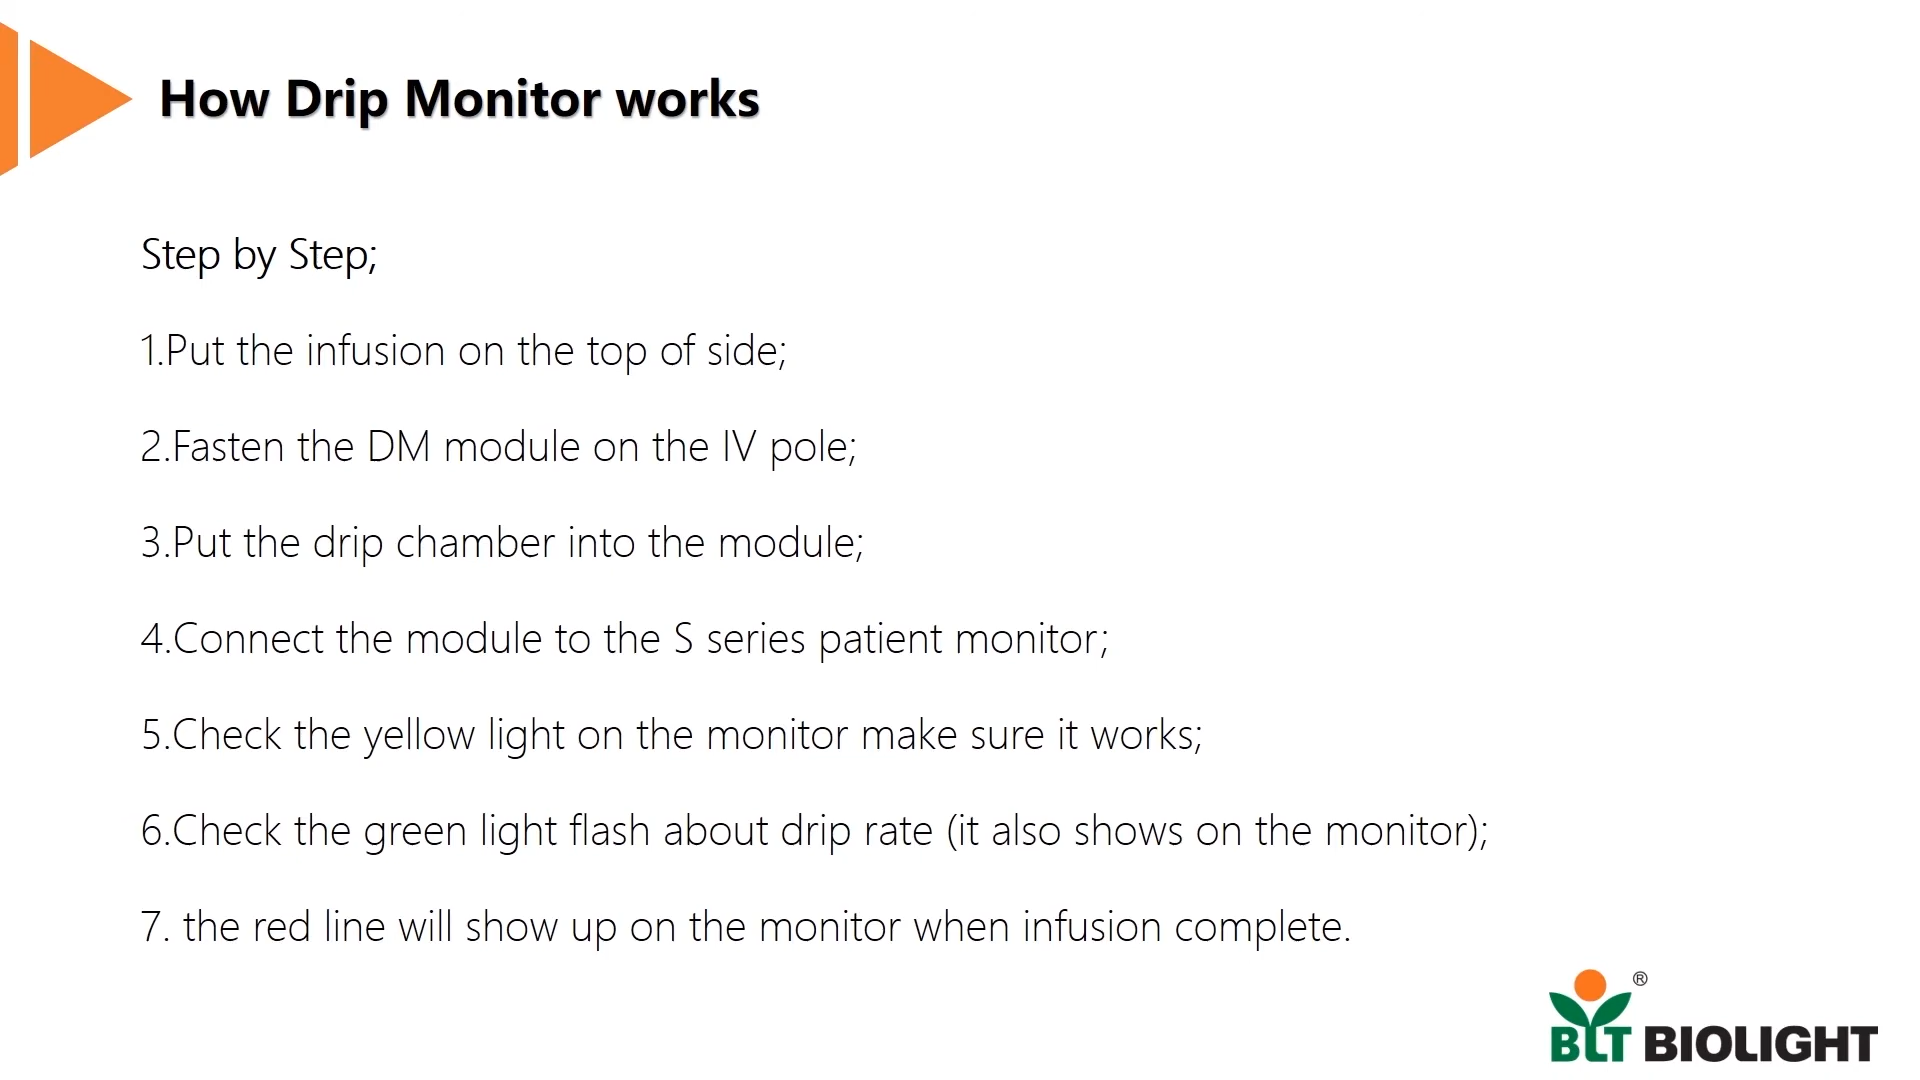 How Drip Monitor works
Step by Step;
1.Put the infusion on the top of side;
2.Fasten the DM module on the IV pole;
3.Put the drip chamber into the module;
4.Connect the module to the S series patient monitor;
5.Check the yellow light on the monitor make sure it works;
6.Check the green light flash about drip rate (it also shows on the monitor);
7. the red line will show up on the monitor when infusion complete.
®
BLT BIOLIGHT